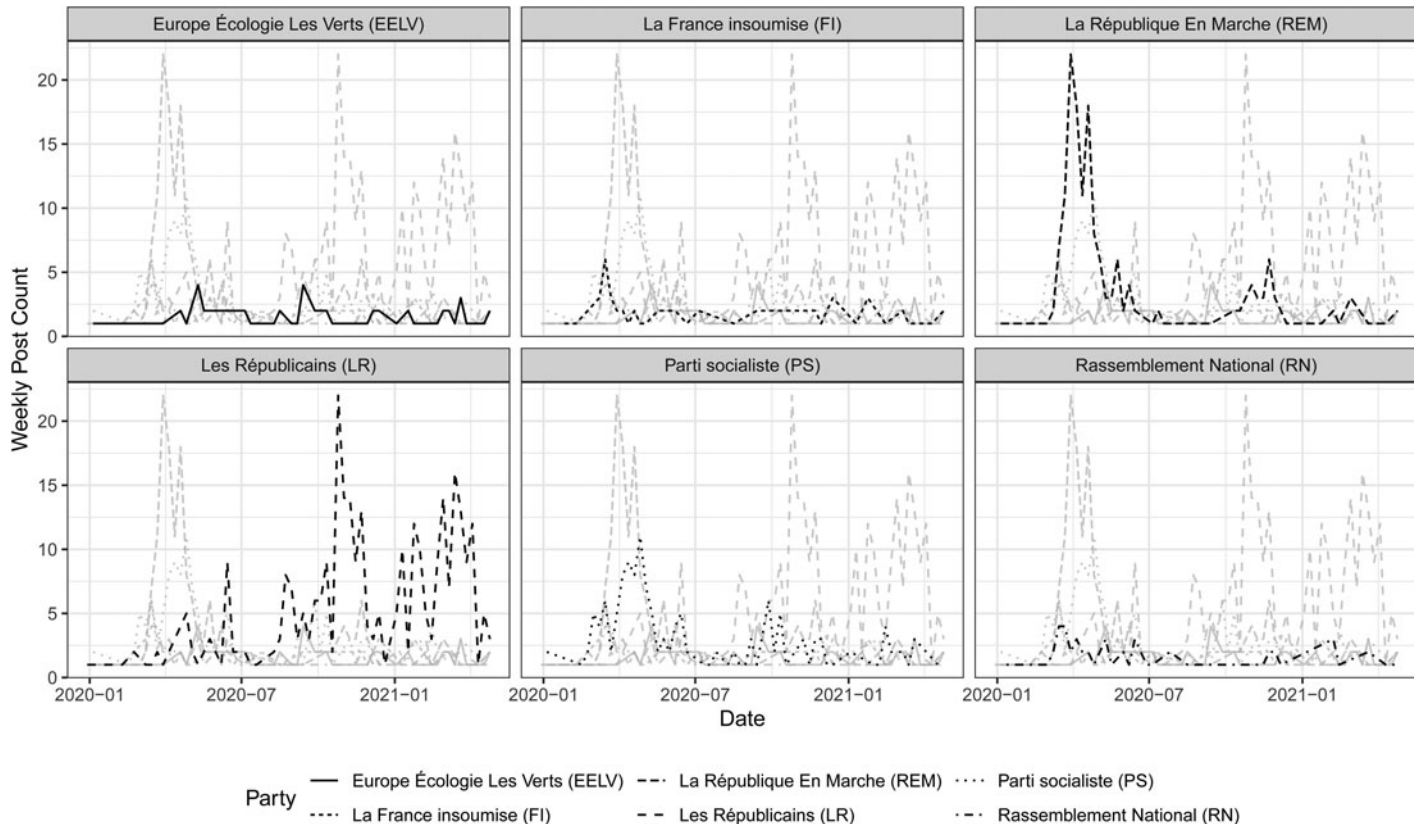 Europe Écologie Les Verts (EELV)
La France insoumise (FI)
La République En Marche (REM)
20
15
10
5
0
Les Républicains (LR)
Parti socialiste (PS)
Rassemblement National (RN)
20
15
10
5
0
Weekly Post Count
2020-01
2020-07
2021-01
2020-01
2020-07
2021-01
2020-01
2020-07
2021-01
Date
Party
Europe Écologie Les Verts (EELV)
La République En Marche (REM)
Parti socialiste (PS)
La France insoumise (FI)
Les Républicains (LR)
Rassemblement National (RN)